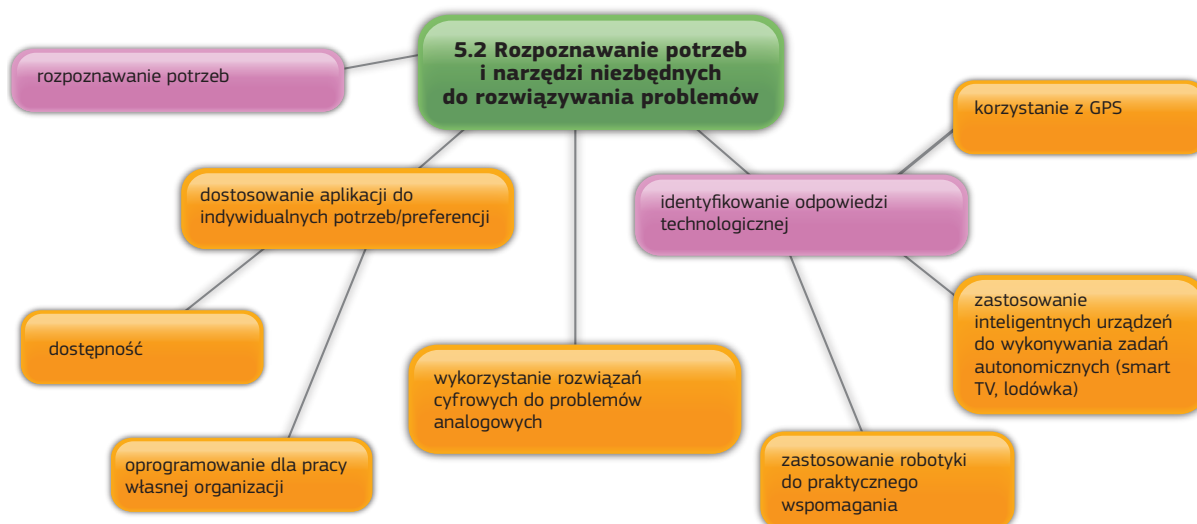 5.2 Rozpoznawanie potrzeb
i narzędzi niezbędnych
do rozwiązywania problemów
rozpoznawanie potrzeb
korzystanie z GPS
dostosowanie aplikacji do
indywidualnych potrzeb/preferencji
identyfikowanie odpowiedzi
technologicznej
dostępność
zastosowanie
inteligentnych urządzeń
do wykonywania zadań
autonomicznych (smart
TV, lodówka)
wykorzystanie rozwiązań
cyfrowych do problemów
analogowych
oprogramowanie dla pracy
własnej organizacji
zastosowanie robotyki
do praktycznego
wspomagania